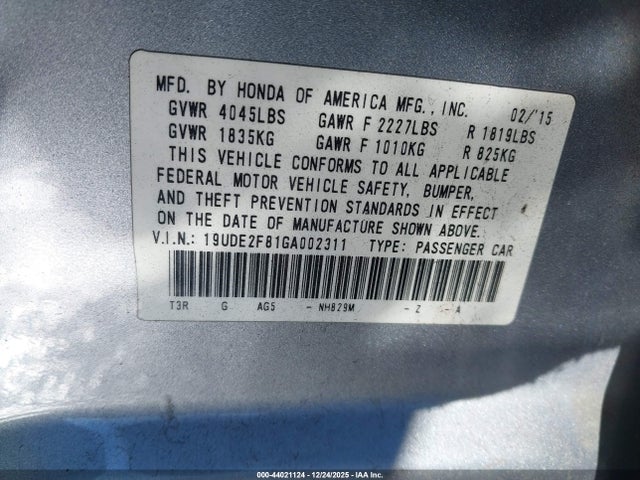 MFD. BY HONDA OF AMERICA MFG., INC. 02/'15
GVWR 4045LBS GAWR F 2227LBS R 1819LBS
GVWR 1835KG GAWR F 1010KG R 825KG
THIS VEHICLE CONFORMS TO ALL APPLICABLE
FEDERAL MOTOR VEHICLE SAFETY, BUMPER,
AND THEFT PREVENTION STANDARDS IN EFFECT
ON THE DATE OF MANUFACTURE SHOWN ABOVE.
V.I.N.: 19UDE2F81GA002311 TYPE: PASSENGER CAR
T3R G AG5 - NH829M - Z - A
000-44021124 | 12/24/2025 | IAA Inc.